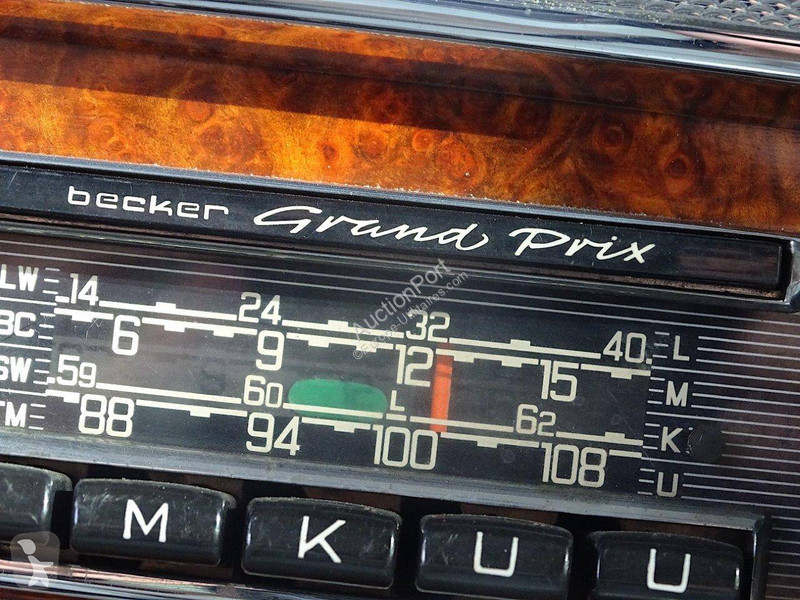 becker Grand Prix
LW 14 24 32 40 L
BC 6 9 12 15 M
SW 59 60 L 62 K
FM 88 94 100 108 U
M K U U
AuctionPort